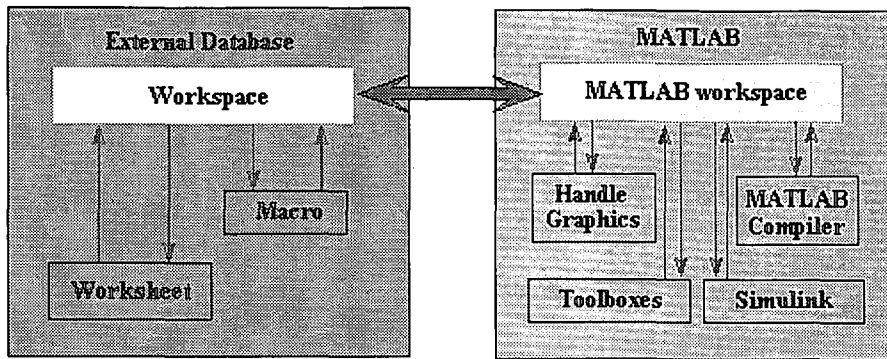 External Database
Workspace
Macro
Worksheet
MATLAB
MATLAB workspace
Handle
Graphics
MATLAB
Compiler
Toolboxes
Simulink